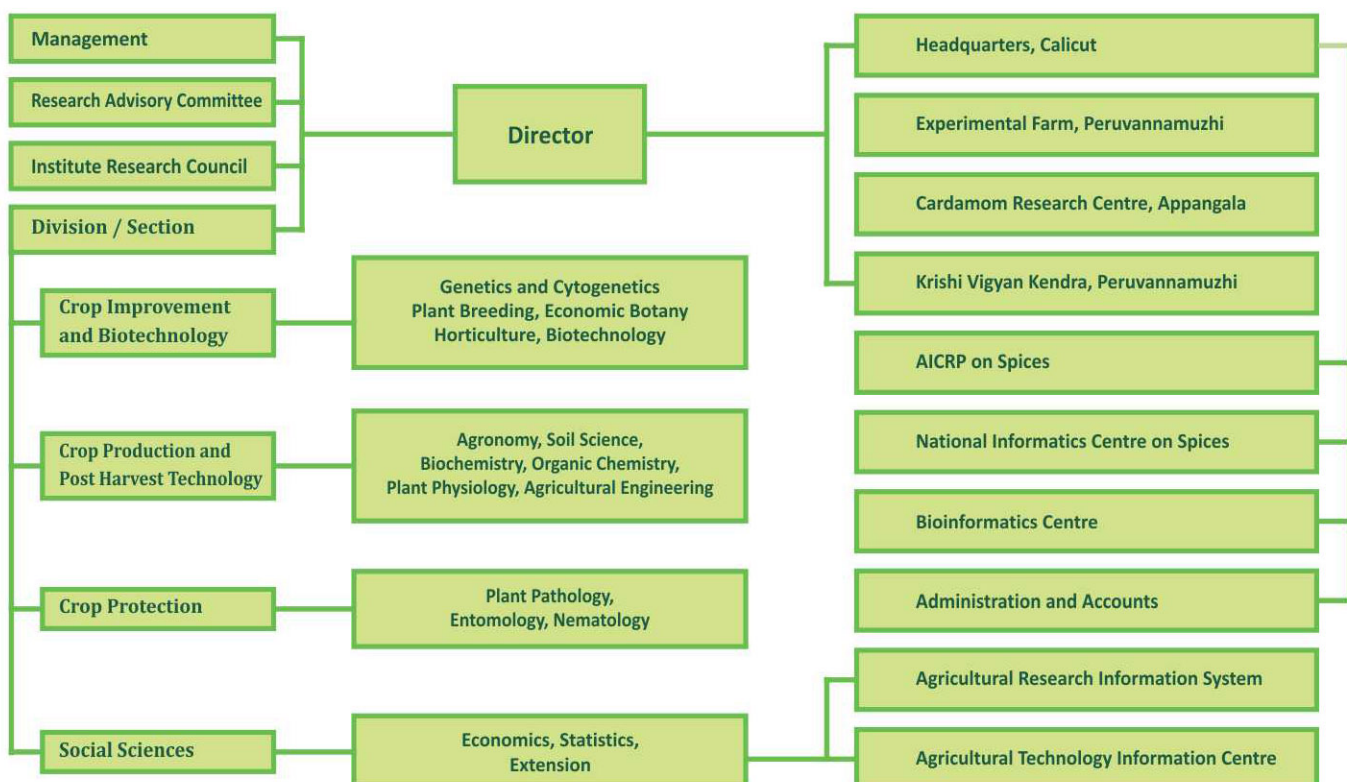 Management
Research Advisory Committee
Institute Research Council
Division / Section
Director
Crop Improvement
and Biotechnology
Genetics and Cytogenetics
Plant Breeding, Economic Botany
Horticulture, Biotechnology
Crop Production and
Post Harvest Technology
Agronomy, Soil Science,
Biochemistry, Organic Chemistry,
Plant Physiology, Agricultural Engineering
Crop Protection
Plant Pathology,
Entomology, Nematology
Social Sciences
Economics, Statistics,
Extension
Headquarters, Calicut
Experimental Farm, Peruvannamuzhi
Cardamom Research Centre, Appangala
Krishi Vigyan Kendra, Peruvannamuzhi
AICRP on Spices
National Informatics Centre on Spices
Bioinformatics Centre
Administration and Accounts
Agricultural Research Information System
Agricultural Technology Information Centre